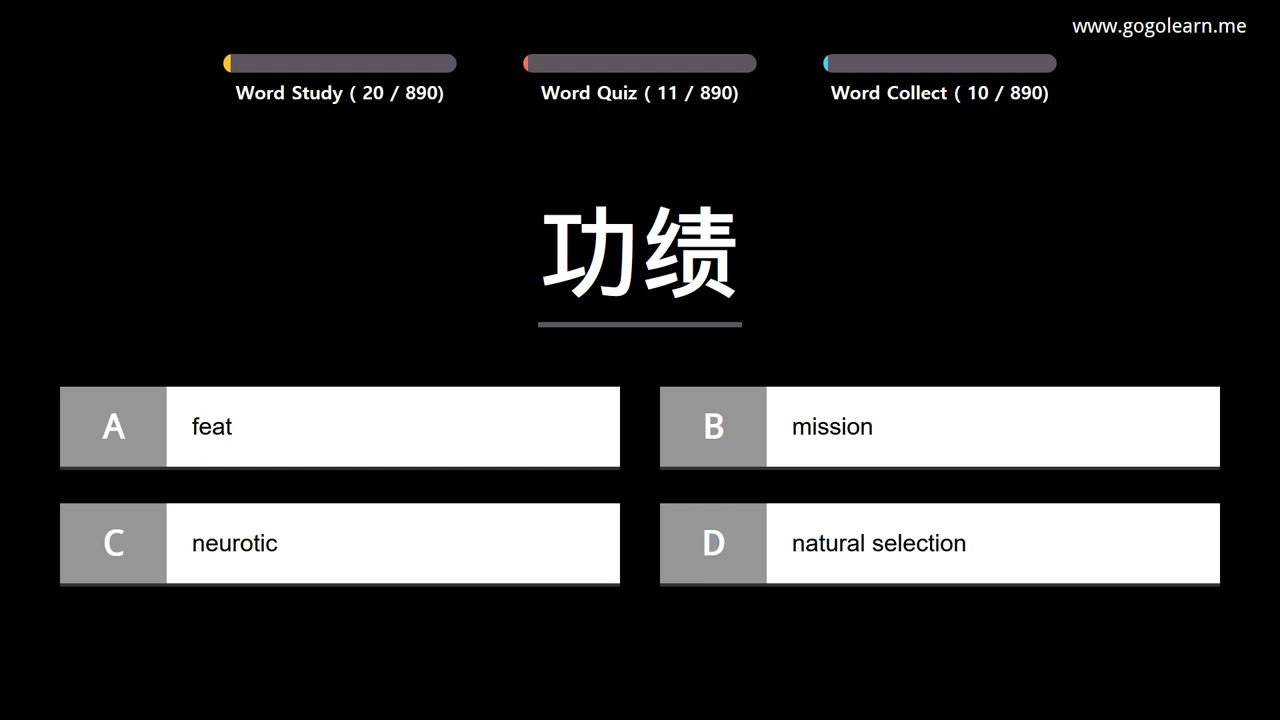 www.gogolearn.me
Word Study ( 20 / 890)
Word Quiz ( 11 / 890)
Word Collect ( 10 / 890)
功绩
A feat
B mission
C neurotic
D natural selection